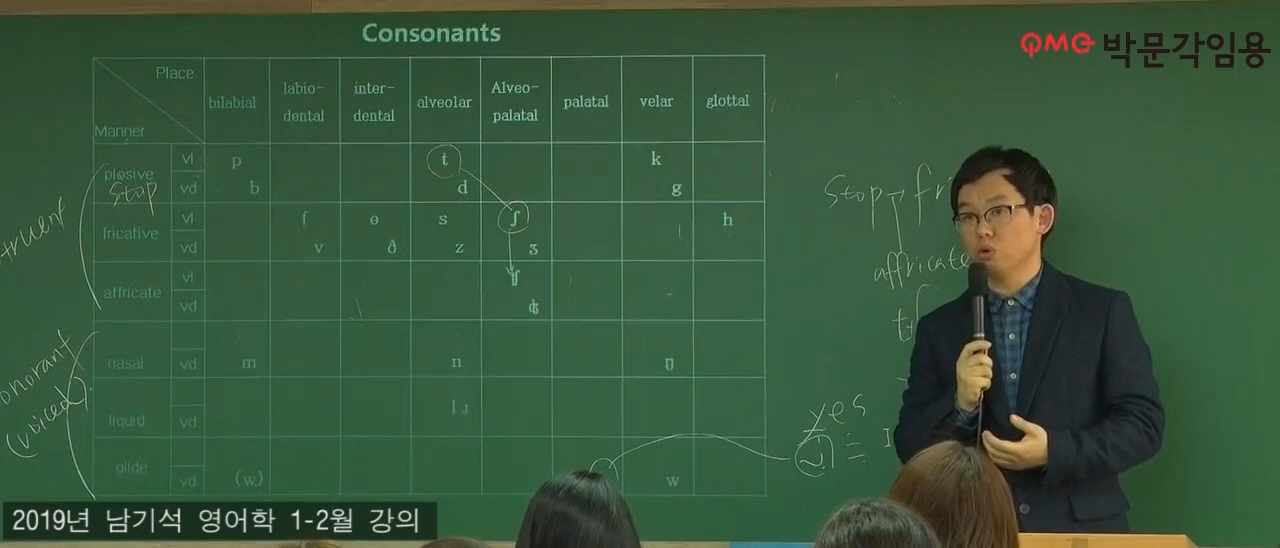 Consonants
PMG 박문각임용
Place
Manner
bilabial labio-dental inter-dental alveolar Alveo-palatal palatal velar glottal
plosive vl p t k
stop vd b d g
fricative vl f θ s ʃ h
vd v ð z ʒ
affricate vl ʧ
vd ʤ
nasal vd m n ŋ
liquid vd l ɹ
glide vd (w) w
(voiced)
stop
affricate
yes
2019년 남기석 영어학 1-2월 강의